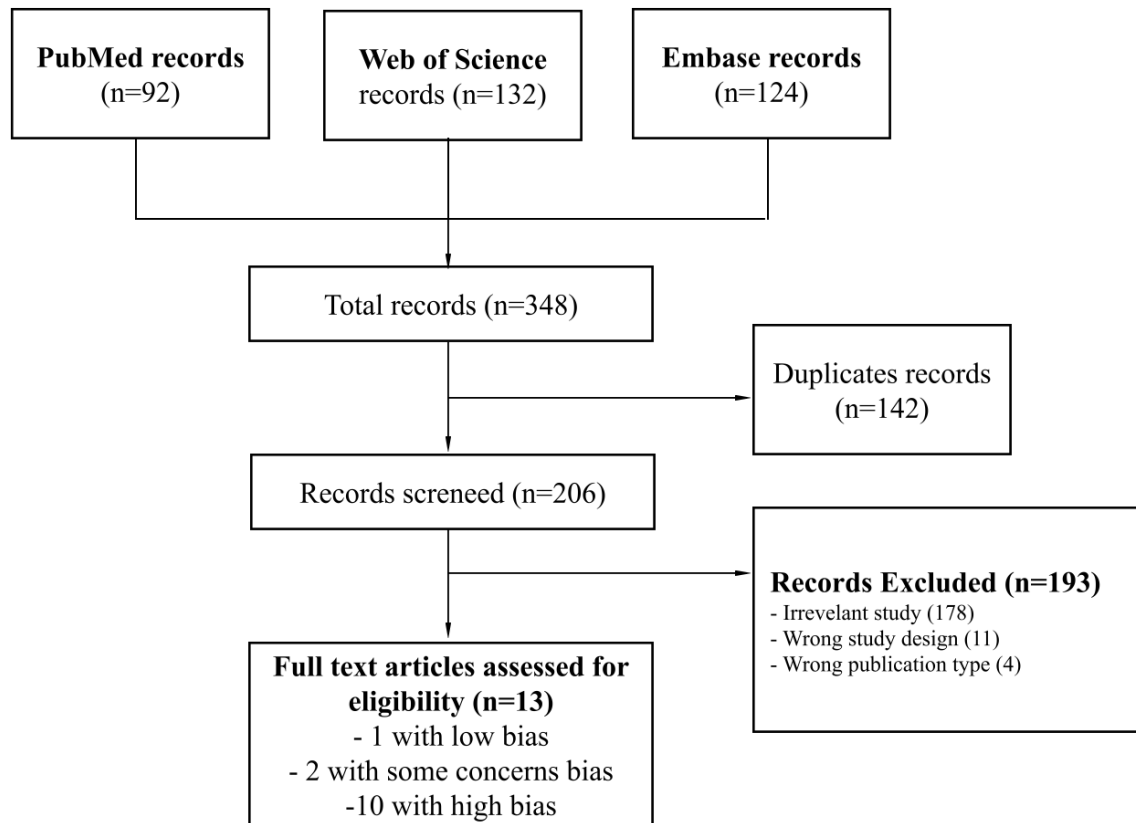 PubMed records
(n=92)
Web of Science
records (n=132)
Embase records
(n=124)
Total records (n=348)
Duplicates records
(n=142)
Records screneed (n=206)
Records Excluded (n=193)
- Irrevelant study (178)
- Wrong study design (11)
- Wrong publication type (4)
Full text articles assessed for
eligibility (n=13)
- 1 with low bias
- 2 with some concerns bias
-10 with high bias